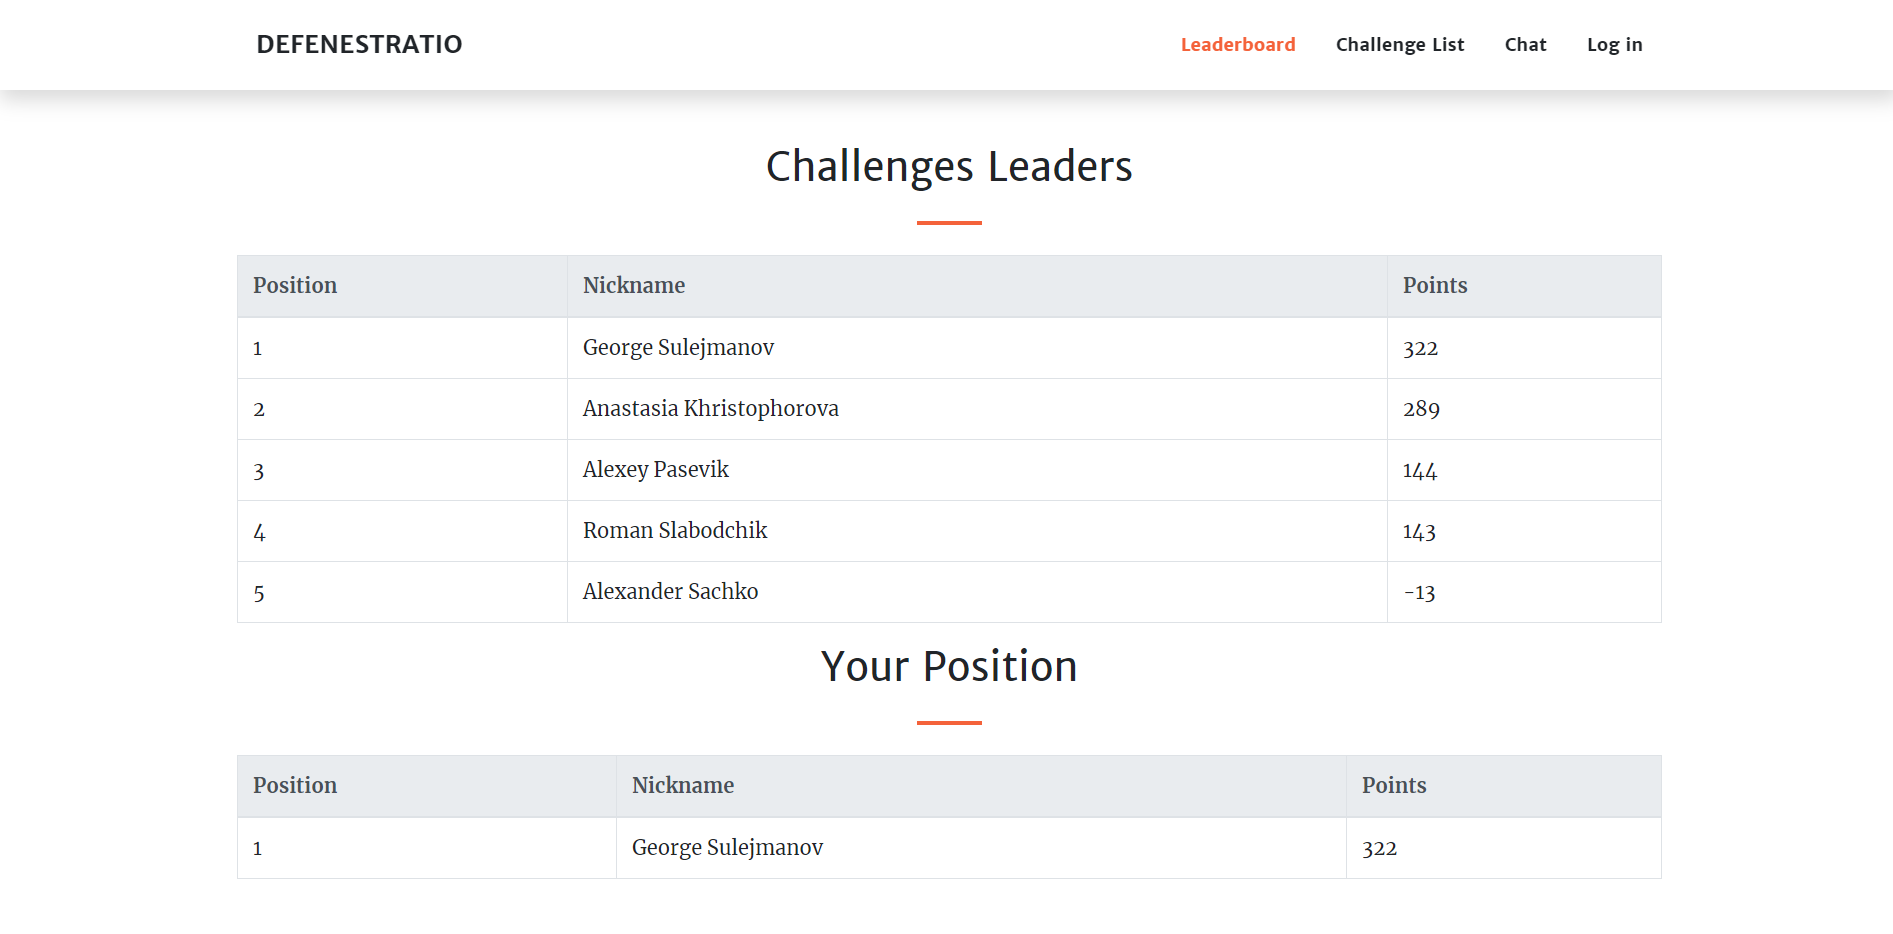 DEFENESTRATIO Leaderboard Challenge List Chat Log in
Challenges Leaders
Position Nickname Points
1 George Sulejmanov 322
2 Anastasia Khristophorova 289
3 Alexey Pasevik 144
4 Roman Slabodchik 143
5 Alexander Sachko -13
Your Position
Position Nickname Points
1 George Sulejmanov 322